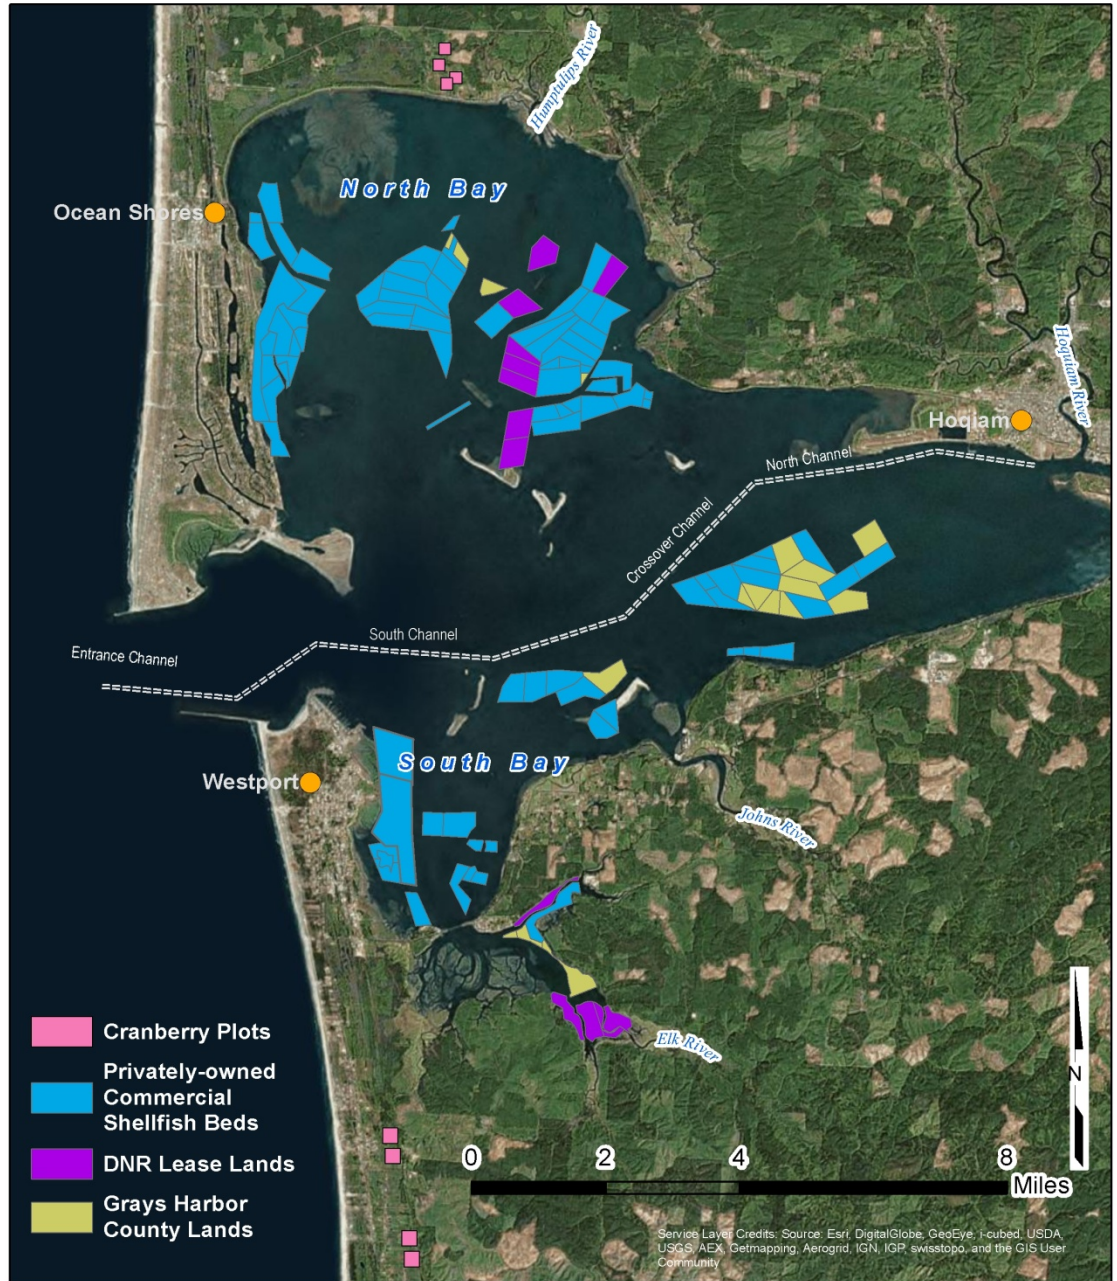 Humptulips River
North Bay
Ocean Shores
Hoquiam River
Hoqiam
North Channel
Crossover Channel
South Channel
Entrance Channel
South Bay
Westport
Johns River
Elk River
N
Cranberry Plots
Privately-owned
Commercial
Shellfish Beds
DNR Lease Lands
Grays Harbor
County Lands
0 2 4 8
Miles
Service Layer Credits: Source: Esri, DigitalGlobe, GeoEye, i-cubed, USDA,
USGS, AEX, Getmapping, Aerogrid, IGN, IGP, swisstopo, and the GIS User
Community